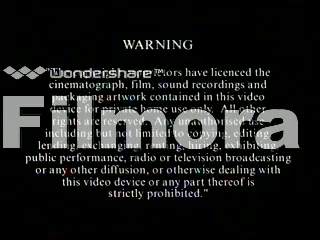 WARNING
"The copyright proprietors have licenced the
Wondershare™
cinematograph, film, sound recordings and
packaging artwork contained in this video
device for private home use only. All other
rights are reserved. Any unauthorised use
Filmora
including but not limited to copying, editing,
lending, exchanging, renting, hiring, exhibiting
public performance, radio or television broadcasting
or any other diffusion, or otherwise dealing with
this video device or any part thereof is
strictly prohibited."